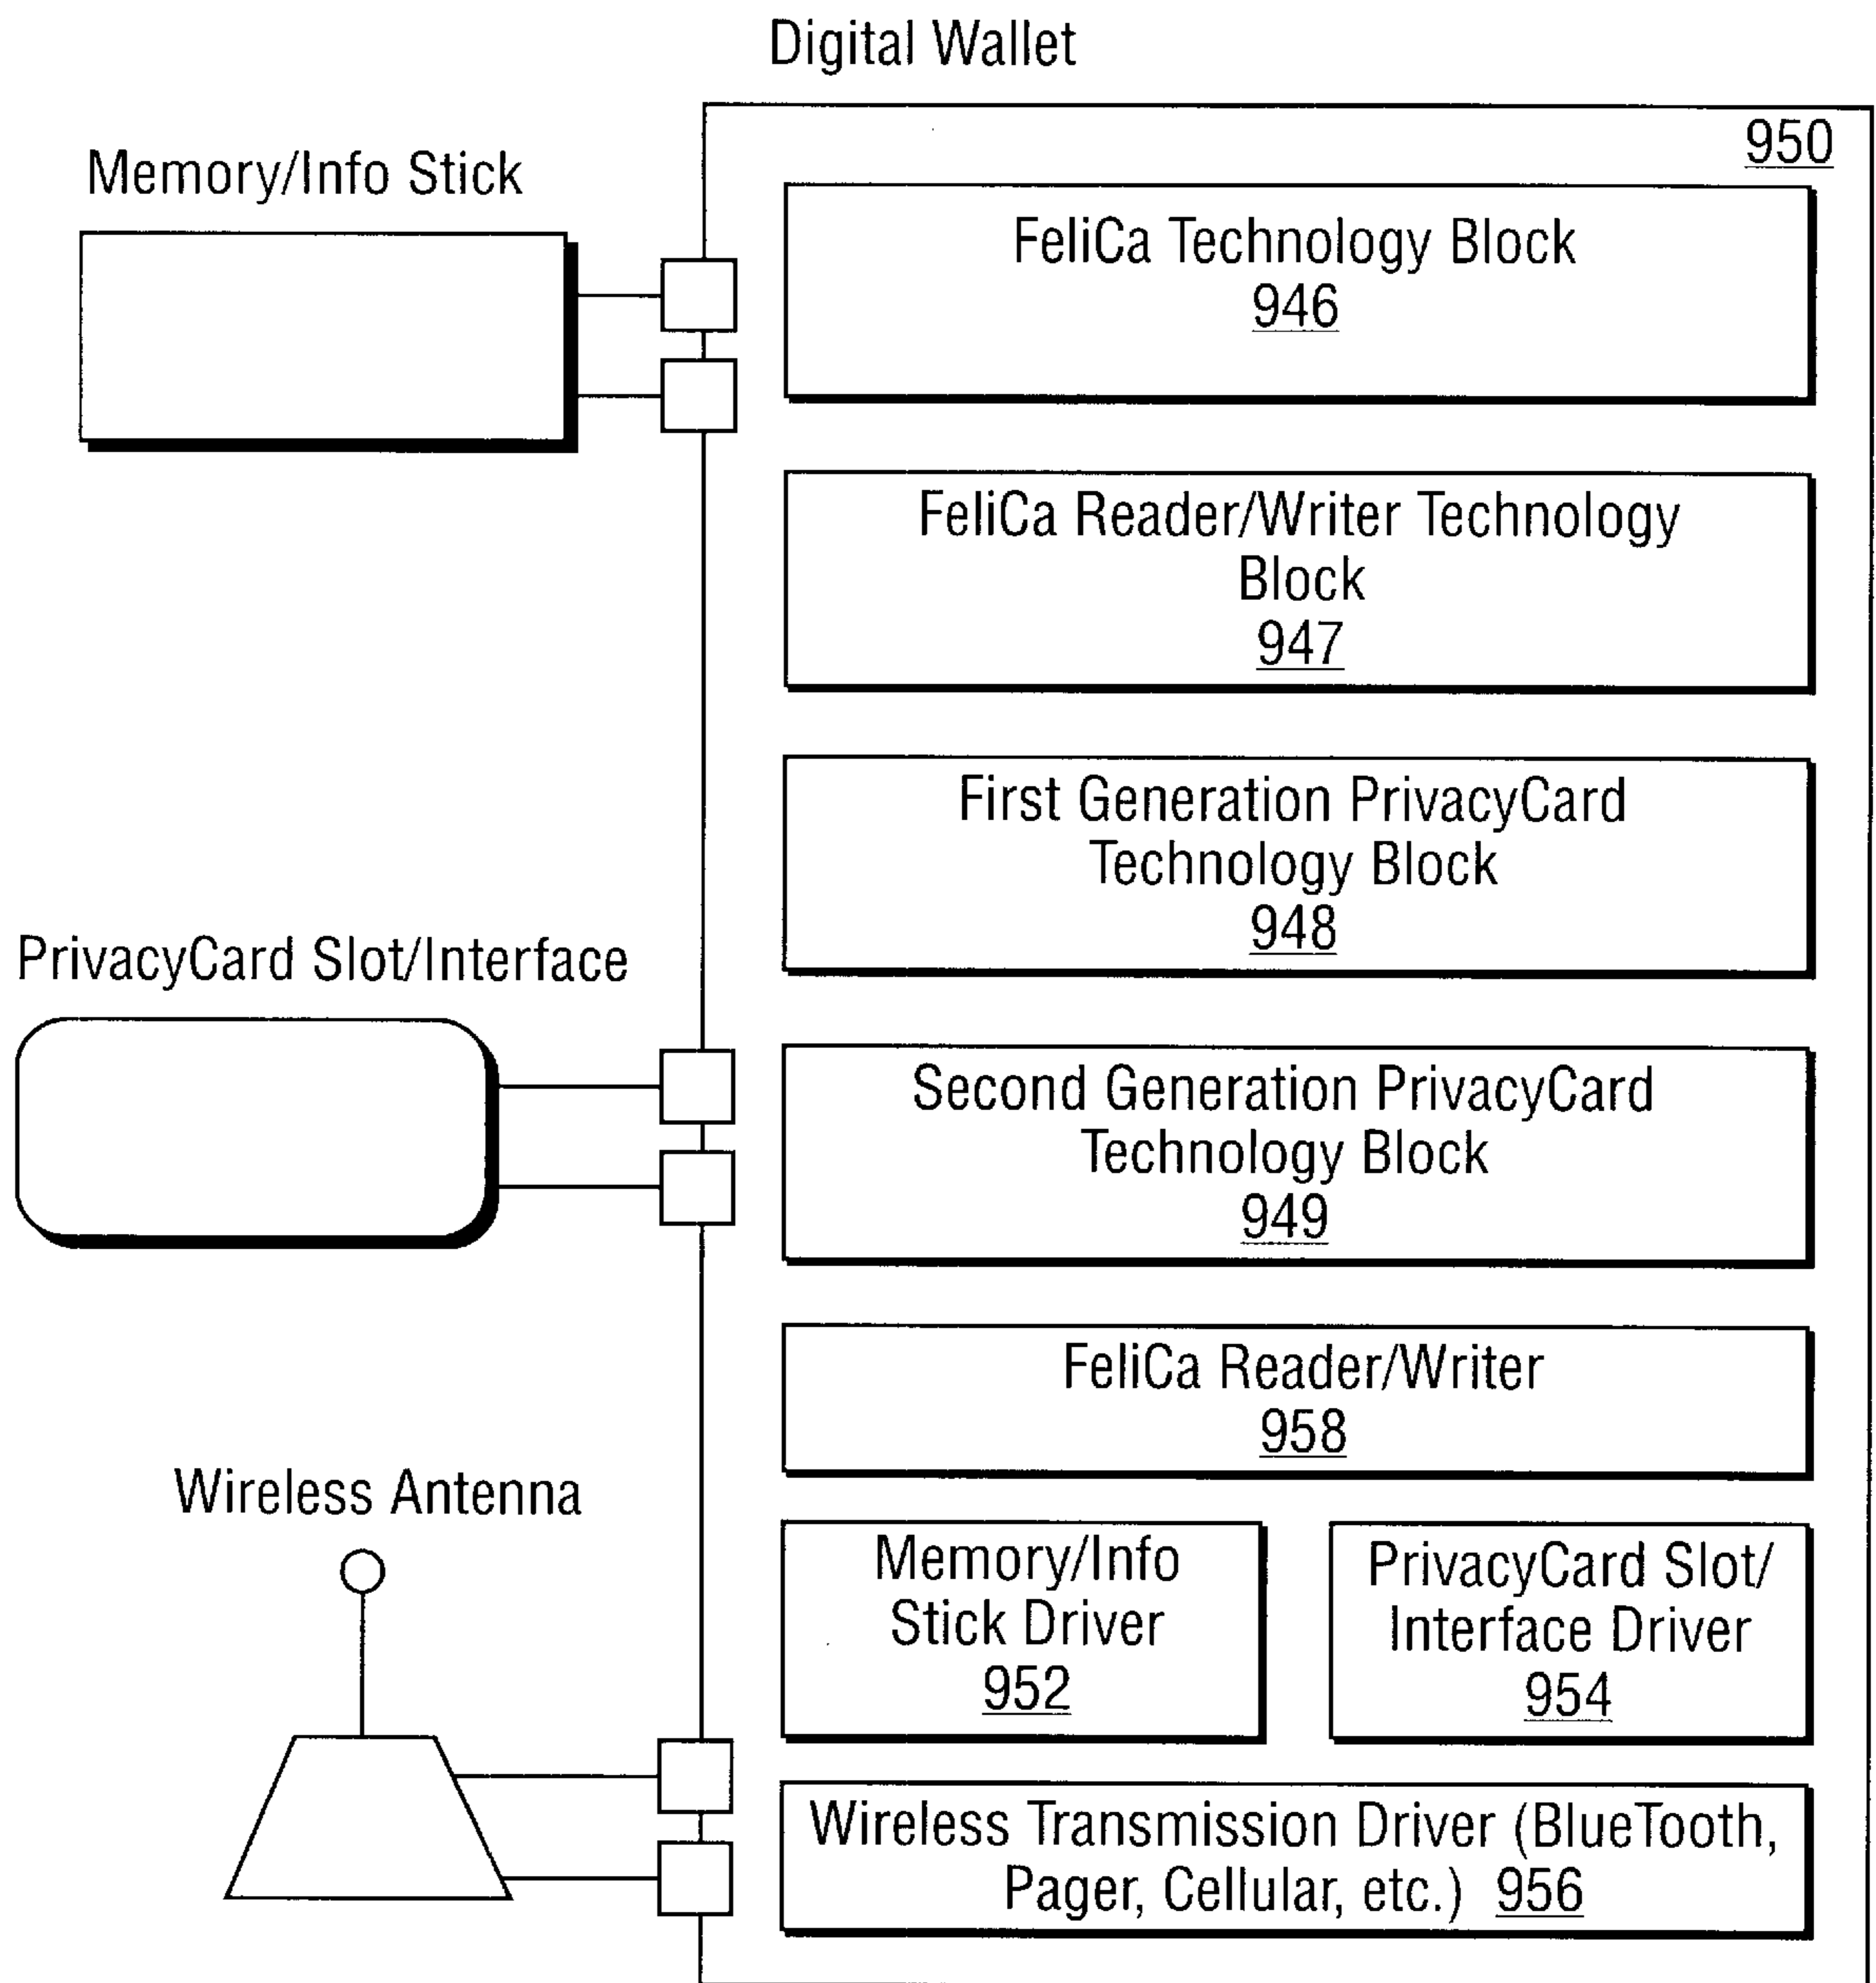 Digital Wallet
950
Memory/Info Stick
FeliCa Technology Block
946
FeliCa Reader/Writer Technology
Block
947
First Generation PrivacyCard
Technology Block
948
PrivacyCard Slot/Interface
Second Generation PrivacyCard
Technology Block
949
FeliCa Reader/Writer
958
Wireless Antenna
Memory/Info
Stick Driver
952
PrivacyCard Slot/
Interface Driver
954
Wireless Transmission Driver (BlueTooth,
Pager, Cellular, etc.) 956